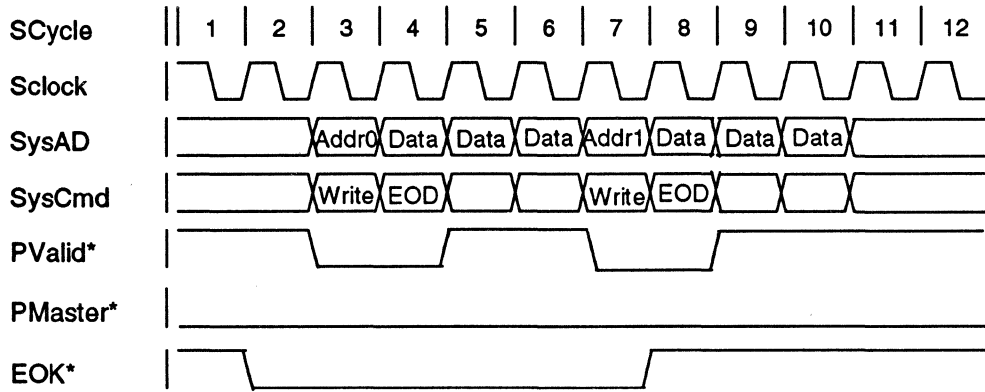 SCycle 1 2 3 4 5 6 7 8 9 10 11 12
Sclock
SysAD Addr0 Data Data Data Addr1 Data Data Data
SysCmd Write EOD Write EOD
PValid*
PMaster*
EOK*